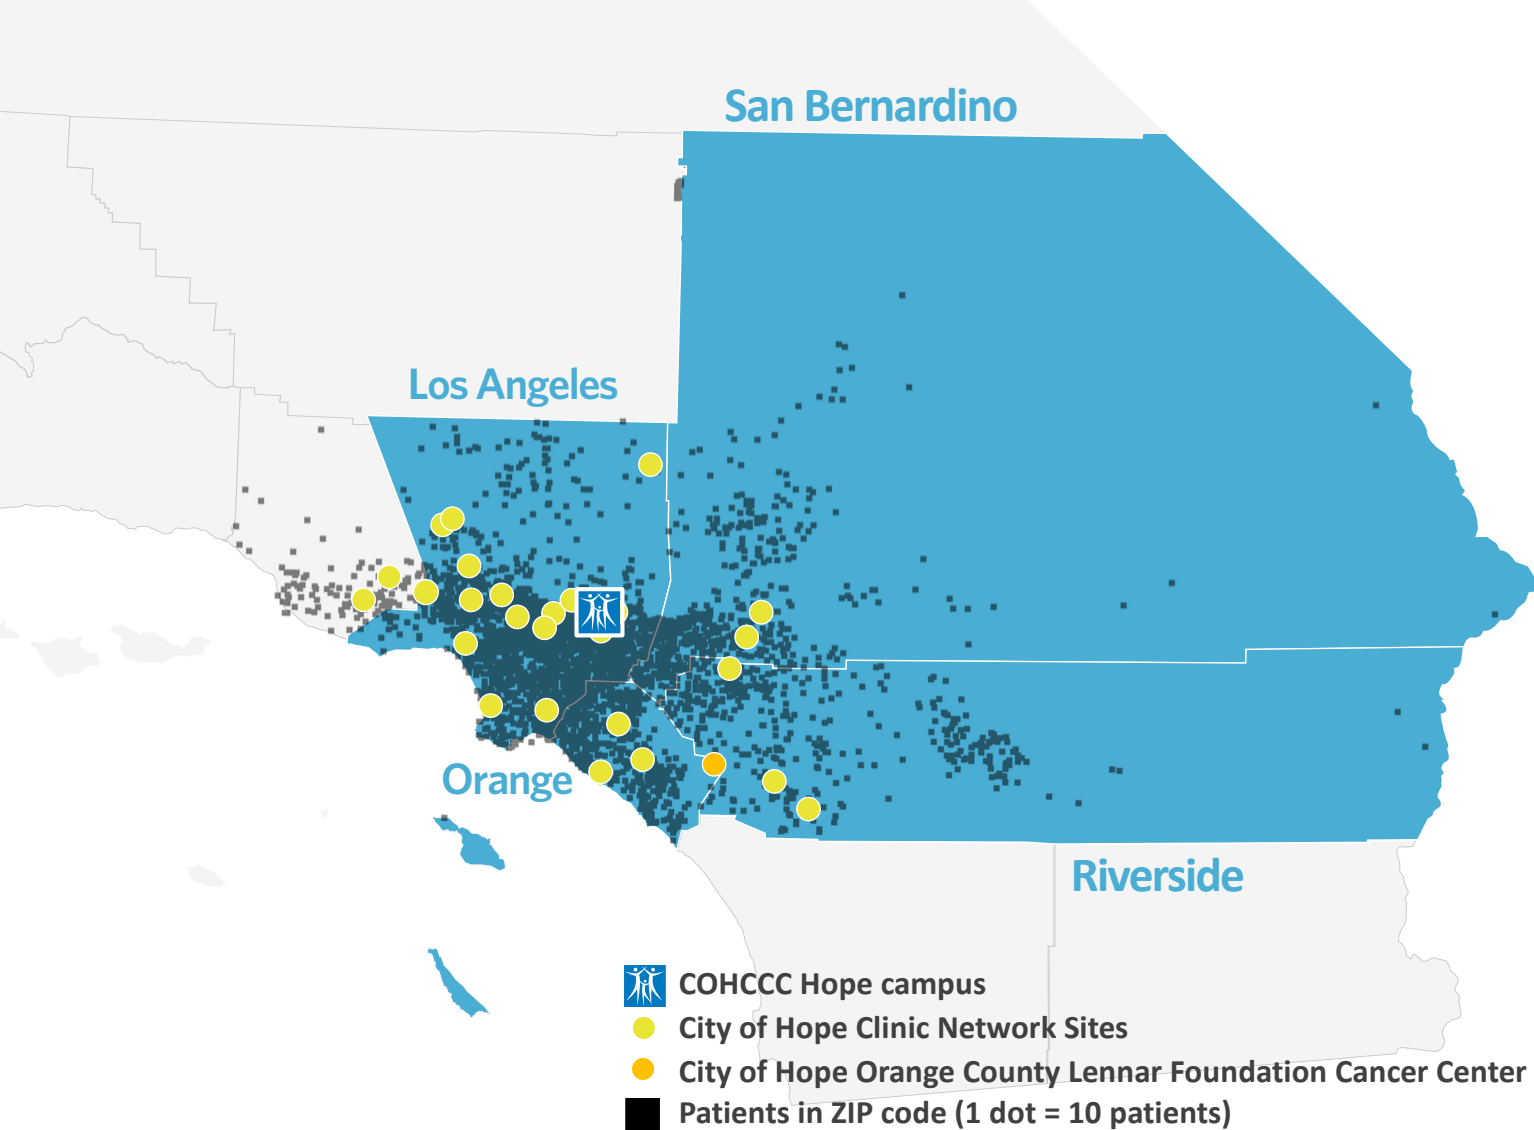 San Bernardino
Los Angeles
Orange
Riverside
COHCCC Hope campus
City of Hope Clinic Network Sites
City of Hope Orange County Lennar Foundation Cancer Center
Patients in ZIP code (1 dot = 10 patients)